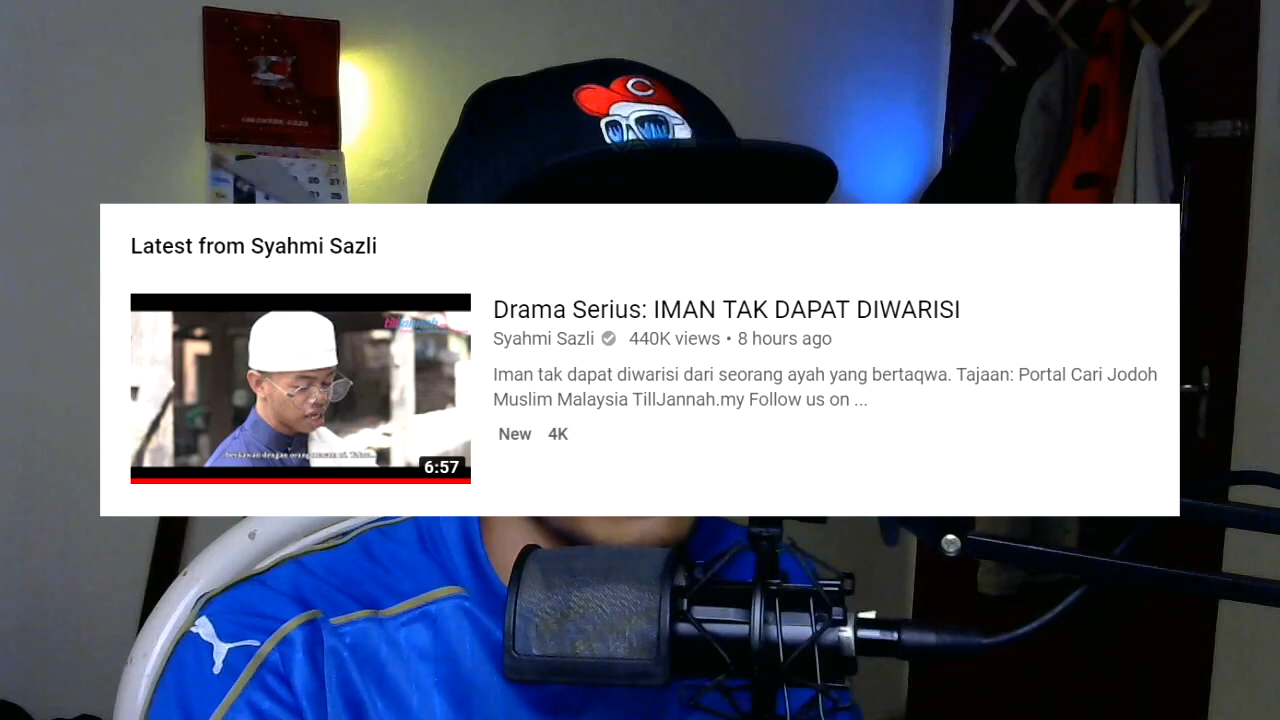 Latest from Syahmi Sazli
Drama Serius: IMAN TAK DAPAT DIWARISI
Syahmi Sazli 440K views • 8 hours ago
Iman tak dapat diwarisi dari seorang ayah yang bertaqwa. Tajaan: Portal Cari Jodoh
Muslim Malaysia TillJannah.my Follow us on ...
New 4K
6:57